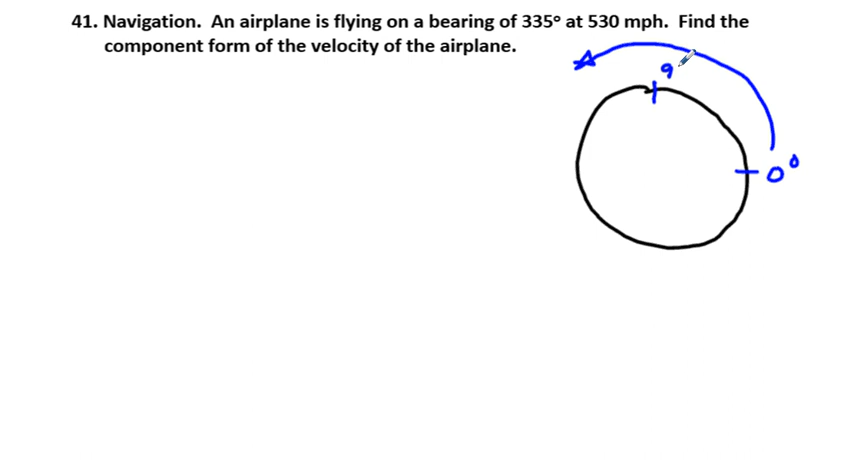 41. Navigation. An airplane is flying on a bearing of 335° at 530 mph. Find the
component form of the velocity of the airplane.
9
0°